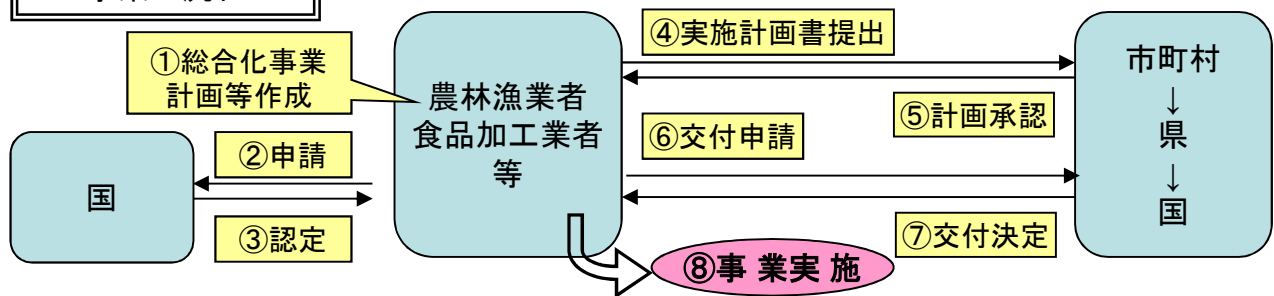 ①総合化事業
計画等作成
②申請
国
③認定
農林漁業者
食品加工業者
等
④実施計画書提出
⑤計画承認
⑥交付申請
⑦交付決定
⑧事 業実 施
市町村
↓
県
↓
国